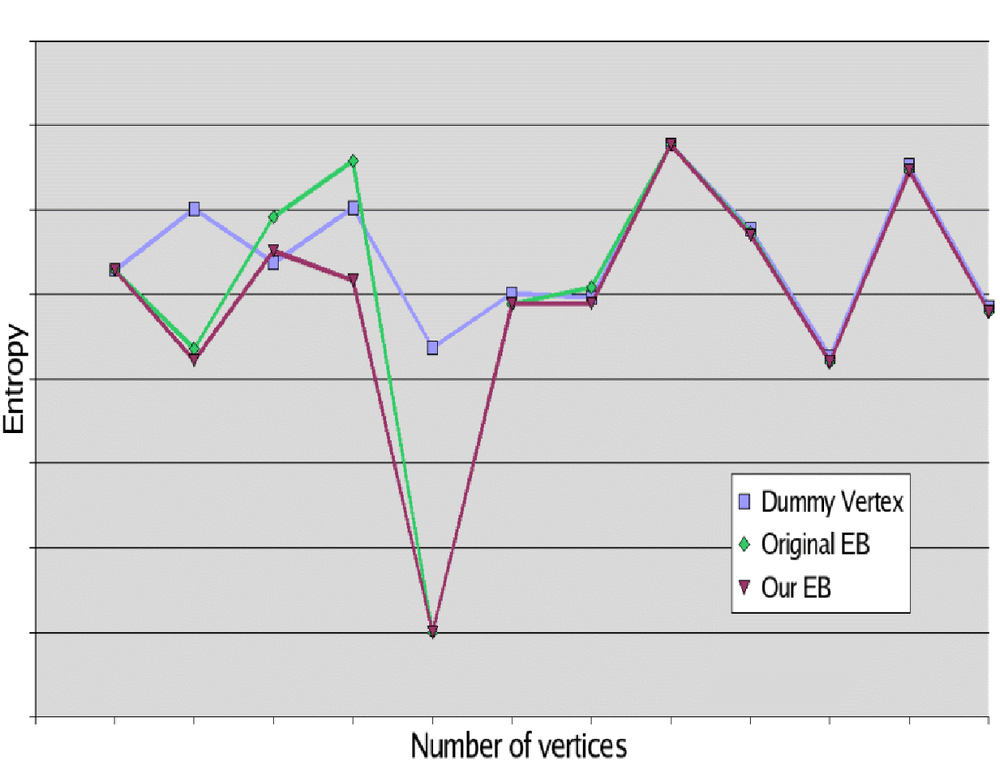 Entropy
Dummy Vertex
Original EB
Our EB
Number of vertices